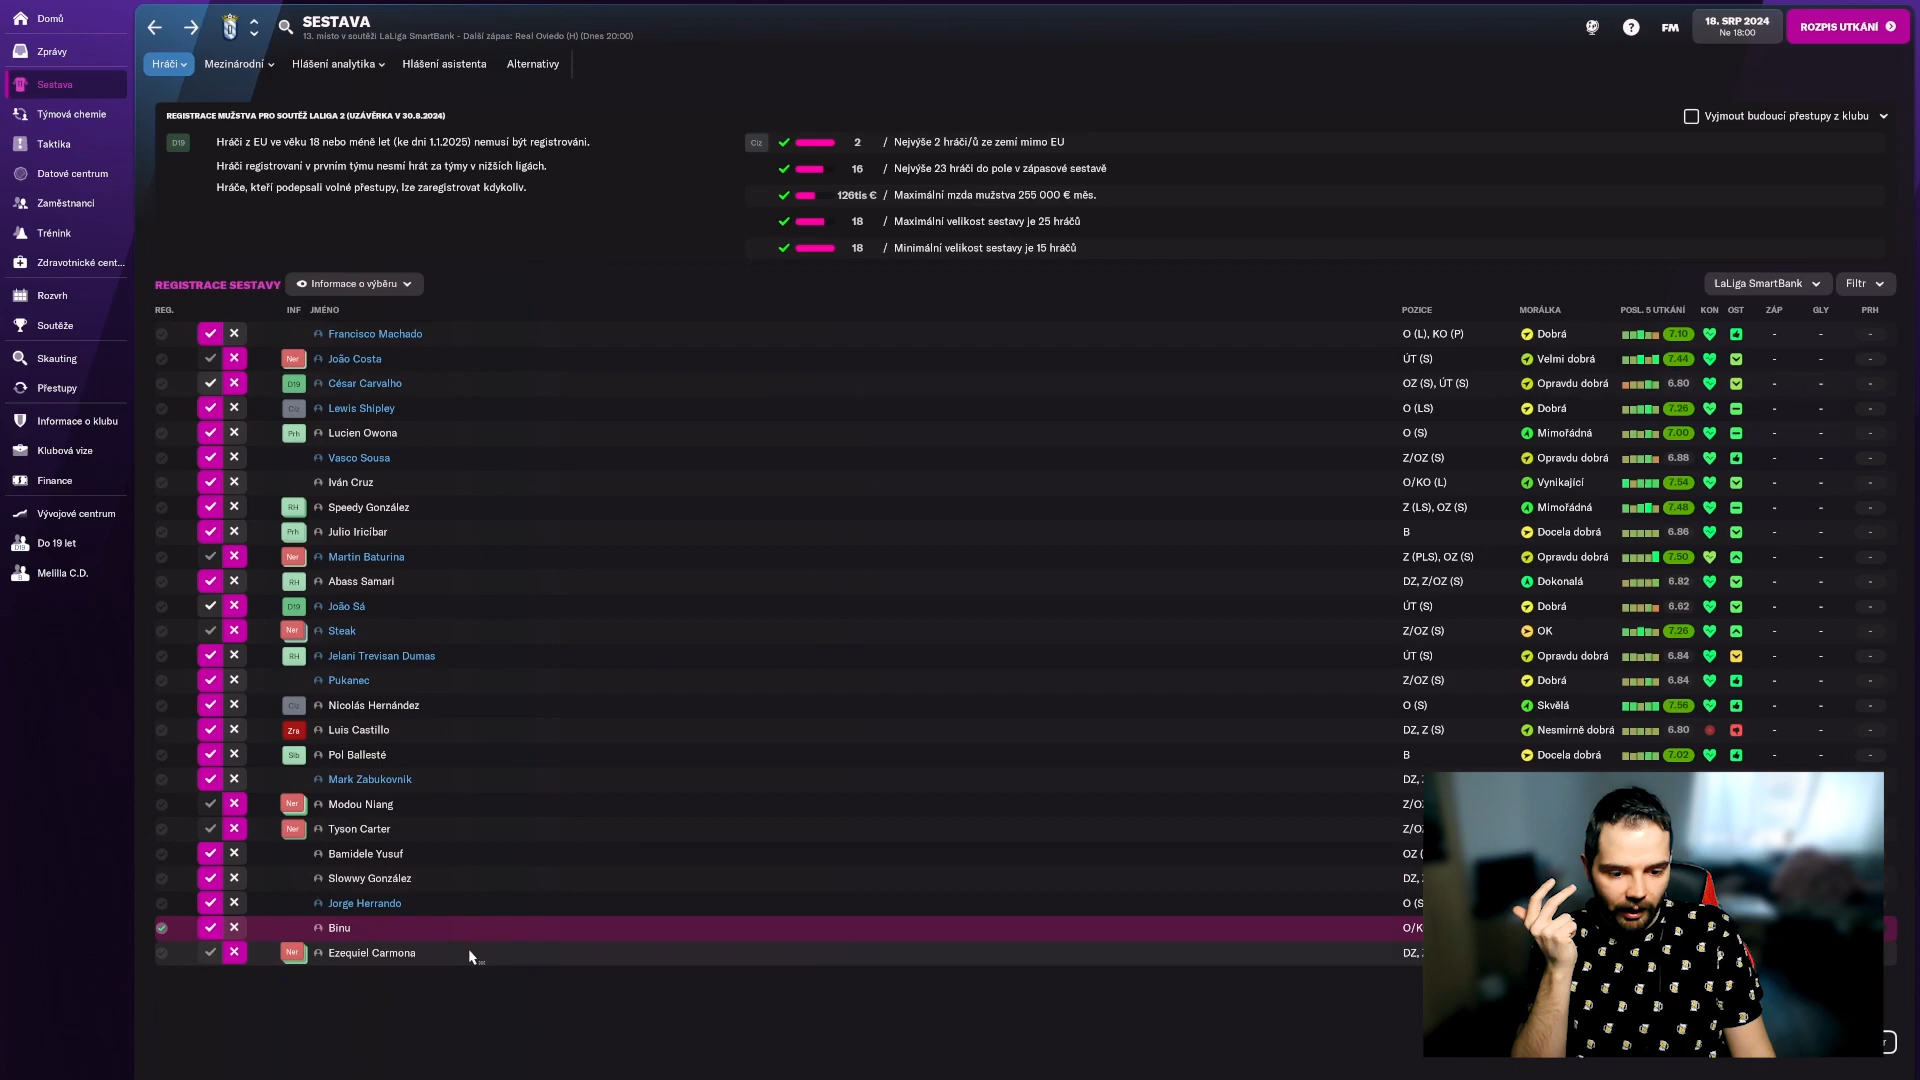 Domů
Zprávy
Sestava
Týmová chemie
Taktika
Datové centrum
Zaměstnanci
Trénink
Zdravotnické cent...
Rozvrh
Soutěže
Skauting
Přestupy
Informace o klubu
Klubová vize
Finance
Vývojové centrum
Do 19 let
Melilla C.D.
SESTAVA
13. místo v soutěži LaLiga SmartBank - Další zápas: Real Oviedo (H) (Dnes 20:00)
FM
18. SRP 2024
Ne 18:00
ROZPIS UTKÁNÍ
Hráči Mezinárodní Hlášení analytika Hlášení asistenta Alternativy
REGISTRACE MUŽSTVA PRO SOUTĚŽ LALIGA 2 (UZÁVĚRKA V 30.8.2024)
Vyjmout budoucí přestupy z klubu
D19 Hráči z EU ve věku 18 nebo méně let (ke dni 1.1.2025) nemusí být registrováni.
Hráči registrovaní v prvním týmu nesmí hrát za týmy v nižších ligách.
Hráče, kteří podepsali volné přestupy, lze zaregistrovat kdykoliv.
Ciz 2 / Nejvýše 2 hráči/ů ze zemí mimo EU
16 / Nejvýše 23 hráči do pole v zápasové sestavě
126tis € / Maximální mzda mužstva 255 000 € měs.
18 / Maximální velikost sestavy je 25 hráčů
18 / Minimální velikost sestavy je 15 hráčů
REGISTRACE SESTAVY Informace o výběru LaLiga SmartBank Filtr
REG. INF JMÉNO POZICE MORÁLKA POSL. 5 UTKÁNÍ KON OST ZÁP GLY PRH
Francisco Machado O (L), KO (P) Dobrá 7.10 - - -
Ner João Costa ÚT (S) Velmi dobrá 7.44 - - -
D19 César Carvalho OZ (S), ÚT (S) Opravdu dobrá 6.80 - - -
Ciz Lewis Shipley O (LS) Dobrá 7.26 - - -
Prh Lucien Owona O (S) Mimořádná 7.00 - - -
Vasco Sousa Z/OZ (S) Opravdu dobrá 6.88 - - -
Iván Cruz O/KO (L) Vynikající 7.54 - - -
RH Speedy González Z (LS), OZ (S) Mimořádná 7.48 - - -
Prh Julio Iricíbar B Docela dobrá 6.86 - - -
Ner Martin Baturina Z (PLS), OZ (S) Opravdu dobrá 7.50 - - -
RH Abass Samari DZ, Z/OZ (S) Dokonalá 6.82 - - -
D19 João Sá ÚT (S) Dobrá 6.62 - - -
Ner Steak Z/OZ (S) OK 7.26 - - -
RH Jelani Trevisan Dumas ÚT (S) Opravdu dobrá 6.84 - - -
Pukanec Z/OZ (S) Dobrá 6.84 - - -
Ciz Nicolás Hernández O (S) Skvělá 7.56 - - -
Zra Luis Castillo DZ, Z (S) Nesmírně dobrá 6.80 - - -
Slb Pol Ballesté B Docela dobrá 7.02 - - -
Mark Zabukovnik DZ,
Ner Modou Niang Z/O
Ner Tyson Carter Z/O
Bamidele Yusuf OZ (
Slowwy González DZ,
Jorge Herrando O (S
Binu O/K
Ner Ezequiel Carmona DZ,